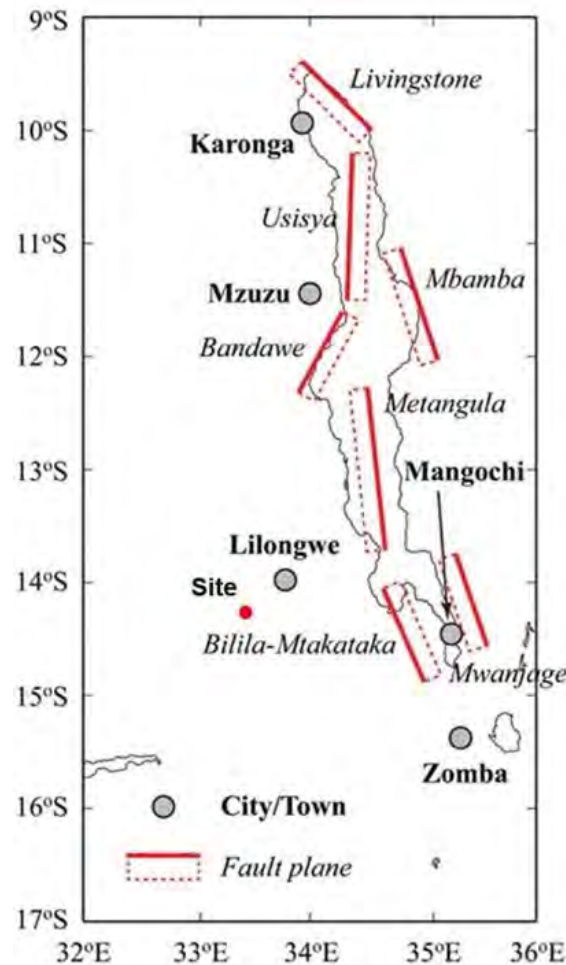 9°S
Livingstone
10°S
Karonga
Usisya
11°S
Mbamba
Mzuzu
Bandawe
12°S
Metangula
13°S
Mangochi
Lilongwe
14°S
Site
Bilila-Mtakataka
Mwanjage
15°S
Zomba
16°S
City/Town
Fault plane
17°S
32°E 33°E 34°E 35°E 36°E